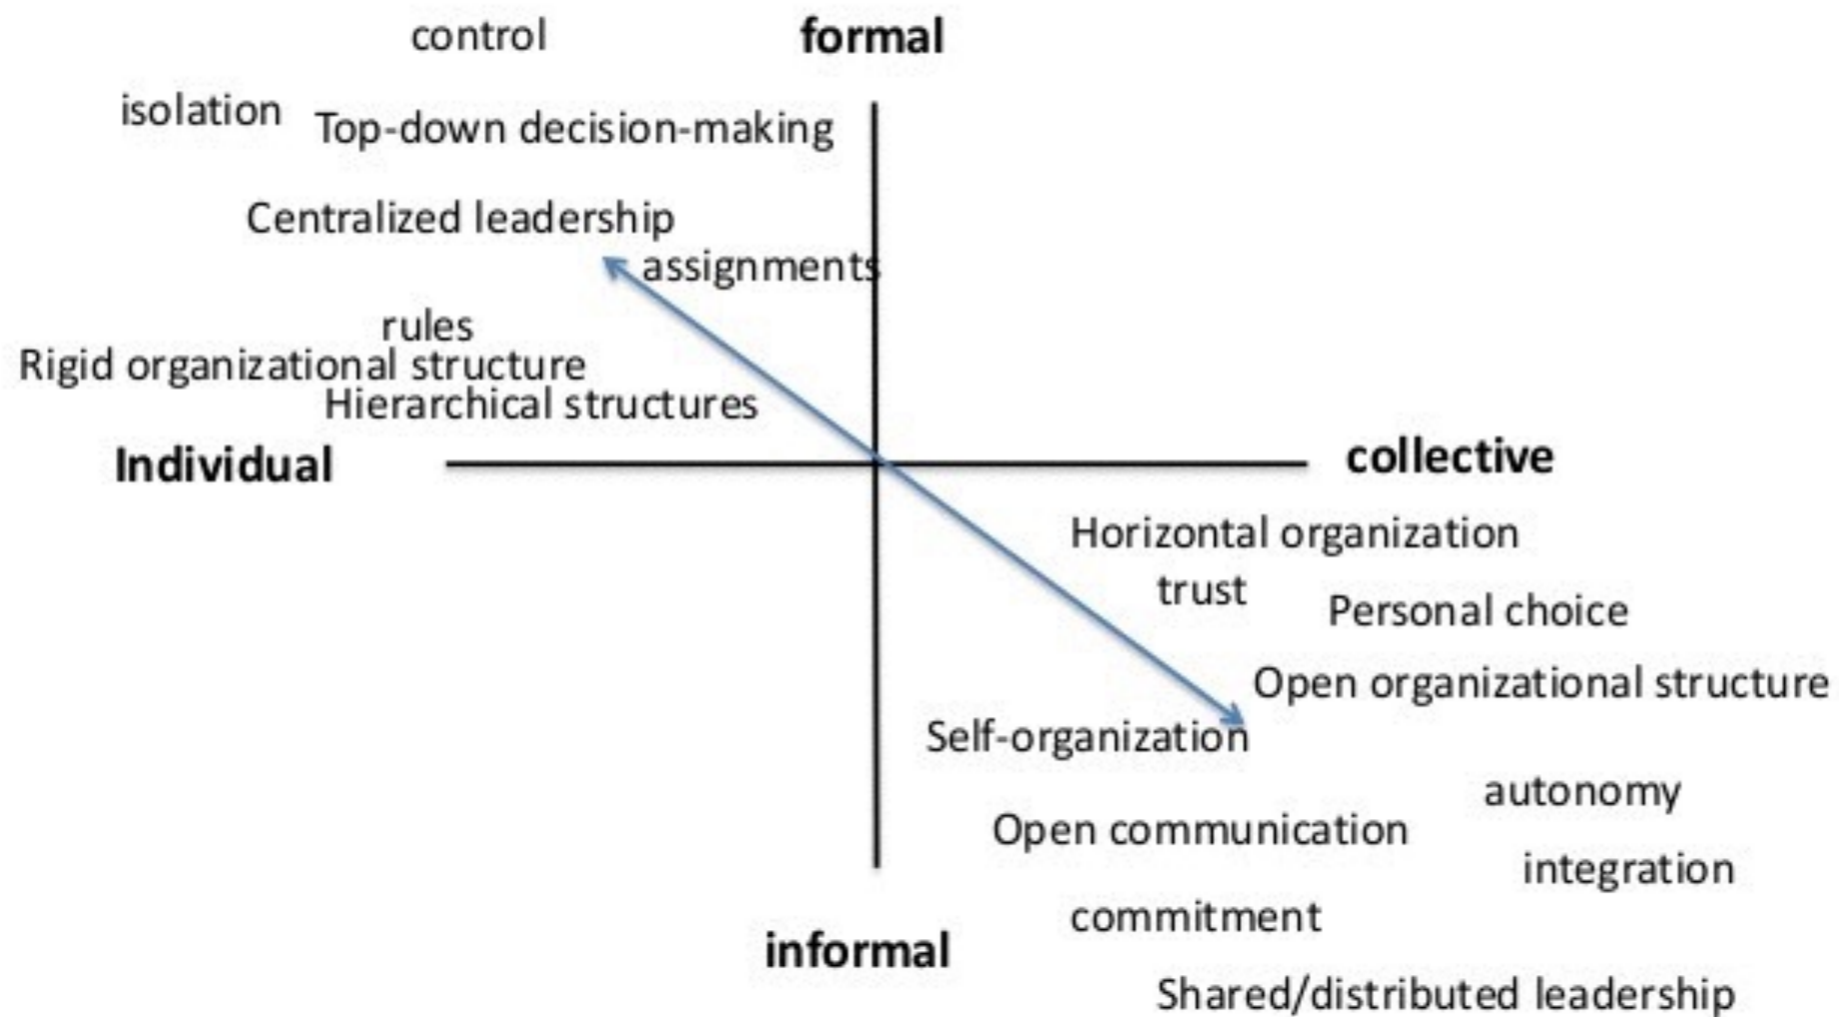 control
formal
isolation
Top-down decision-making
Centralized leadership
assignments
rules
Rigid organizational structure
Hierarchical structures
Individual
collective
Horizontal organization
trust
Personal choice
Open organizational structure
Self-organization
autonomy
Open communication
integration
commitment
informal
Shared/distributed leadership